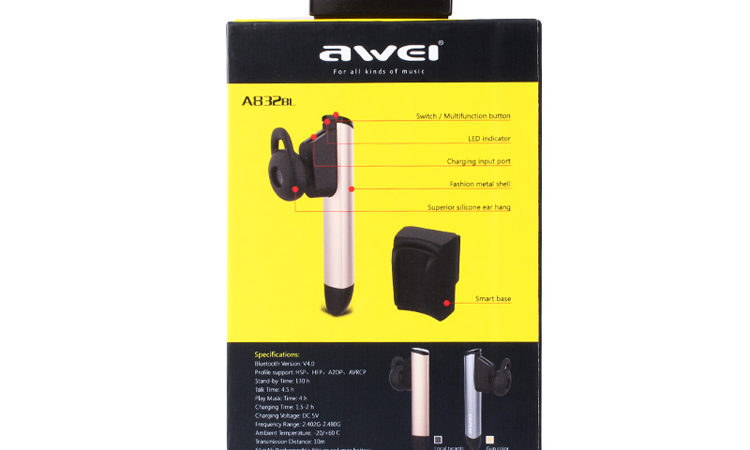 awei®
For all kinds of music
A832BL
Switch / Multifunction button
LED indicator
Charging input port
Fashion metal shell
Superior silicone ear hang
Smart base
Specifications:
Bluetooth Version: V4.0
Profile support: HSP、HFP、A2DP、AVRCP
Stand-by Time: 130 h
Talk Time: 4.5 h
Play Music Time: 4 h
Charging Time: 1.5-2 h
Charging Voltage: DC 5V
Frequency Range: 2.402G-2.480G
Ambient Temperature: -20/+60℃
Transmission Distance: 10m
Gun color